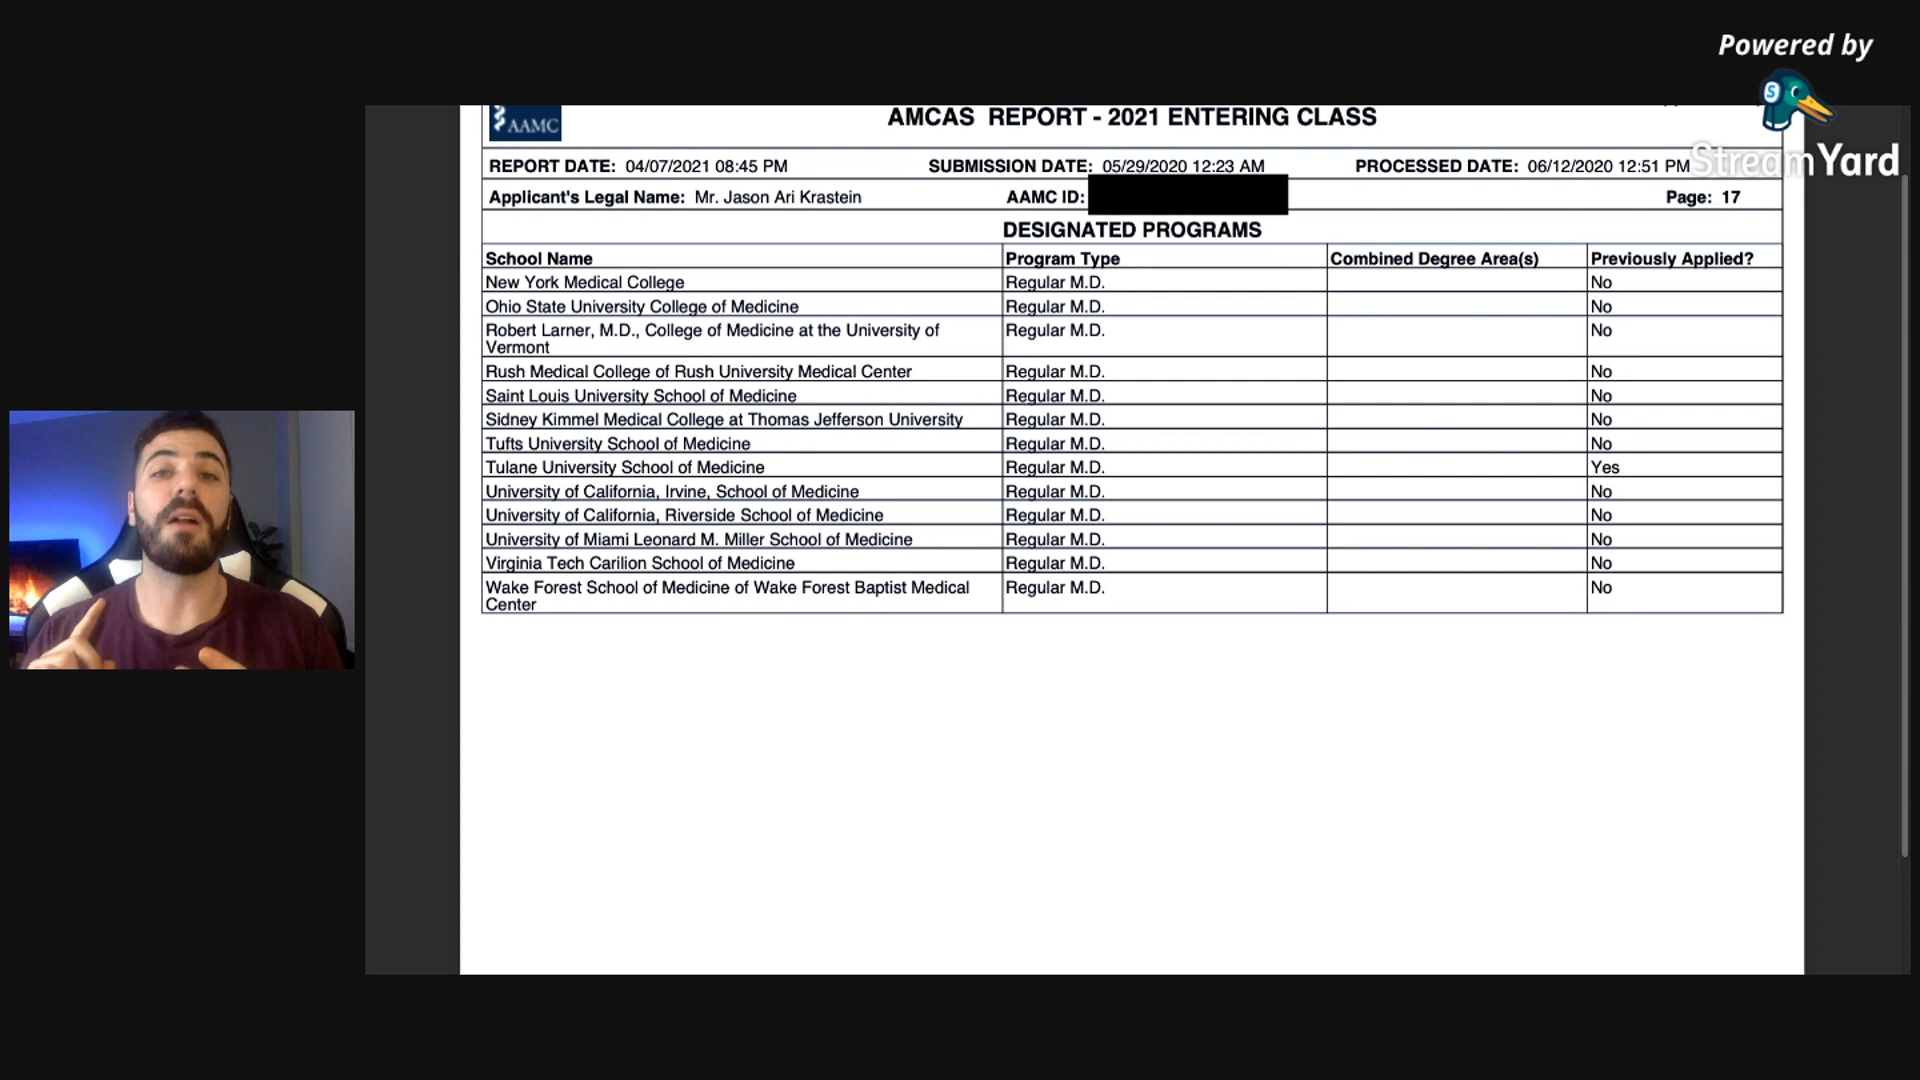 Powered by
StreamYard
AAMC
AMCAS REPORT - 2021 ENTERING CLASS
REPORT DATE: 04/07/2021 08:45 PM SUBMISSION DATE: 05/29/2020 12:23 AM PROCESSED DATE: 06/12/2020 12:51 PM
Applicant's Legal Name: Mr. Jason Ari Krastein AAMC ID: Page: 17
DESIGNATED PROGRAMS
School Name Program Type Combined Degree Area(s) Previously Applied?
New York Medical College Regular M.D. No
Ohio State University College of Medicine Regular M.D. No
Robert Larner, M.D., College of Medicine at the University of Regular M.D. No
Vermont
Rush Medical College of Rush University Medical Center Regular M.D. No
Saint Louis University School of Medicine Regular M.D. No
Sidney Kimmel Medical College at Thomas Jefferson University Regular M.D. No
Tufts University School of Medicine Regular M.D. No
Tulane University School of Medicine Regular M.D. Yes
University of California, Irvine, School of Medicine Regular M.D. No
University of California, Riverside School of Medicine Regular M.D. No
University of Miami Leonard M. Miller School of Medicine Regular M.D. No
Virginia Tech Carilion School of Medicine Regular M.D. No
Wake Forest School of Medicine of Wake Forest Baptist Medical Regular M.D. No
Center